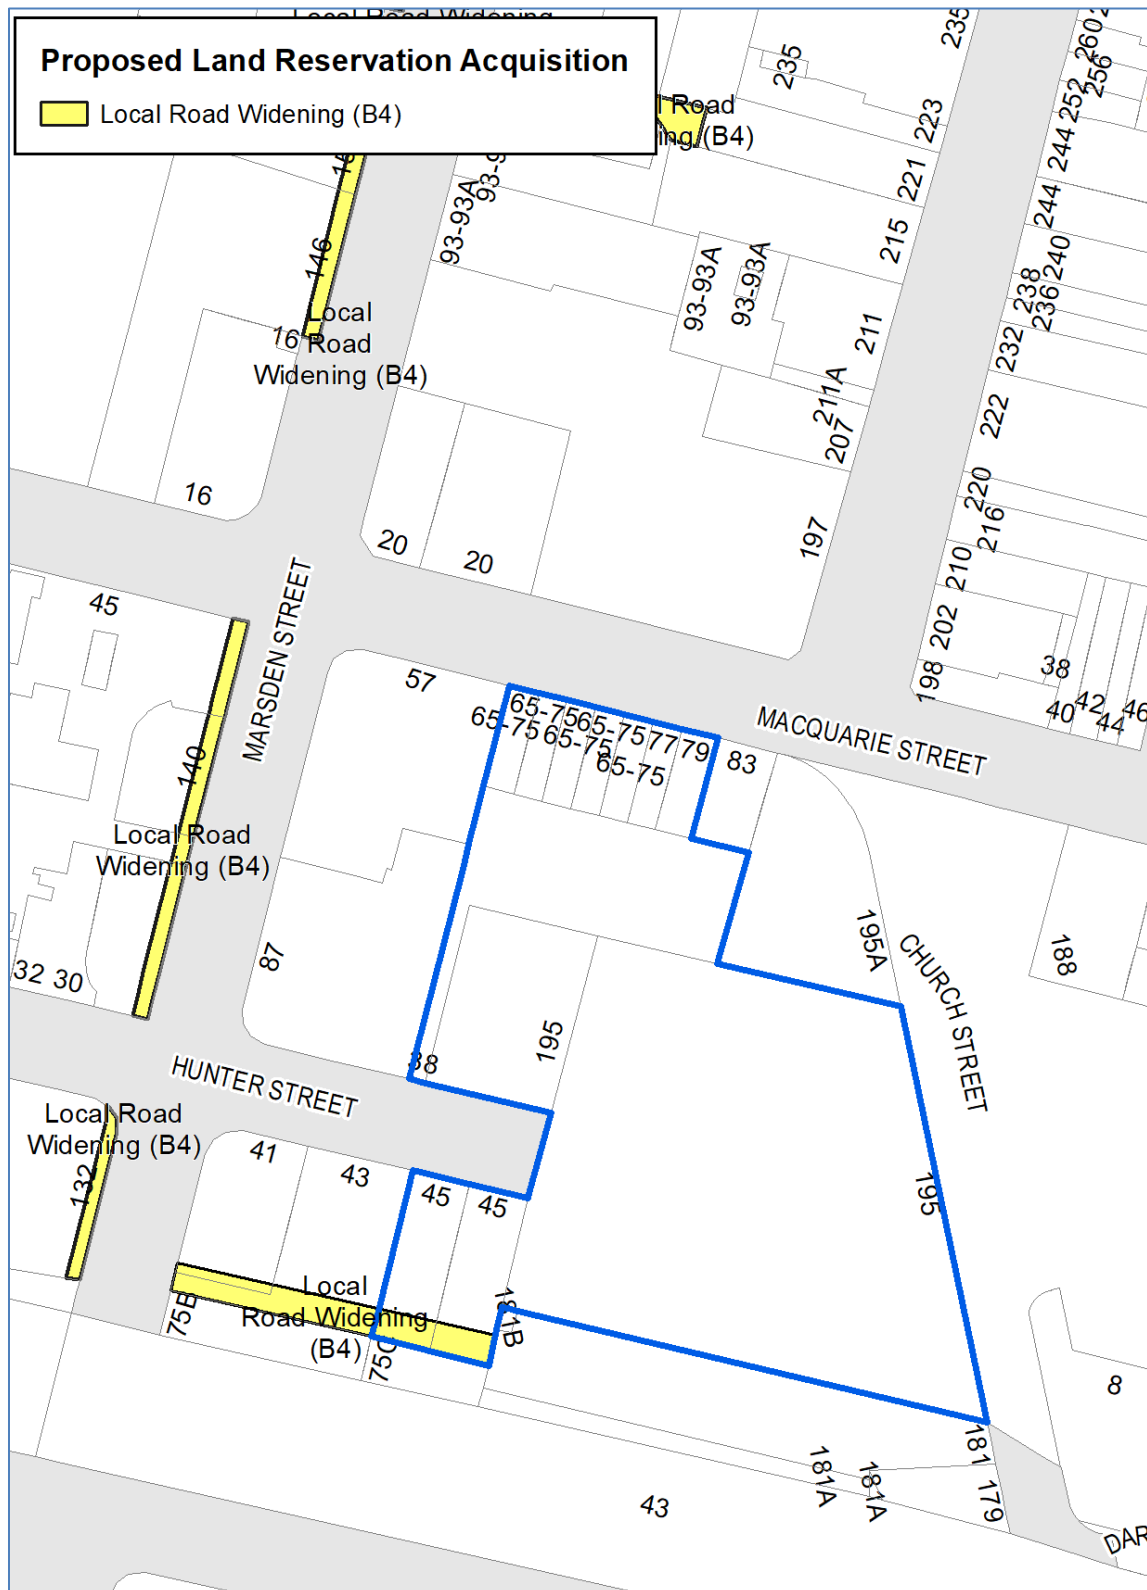 Local Road Widening
Proposed Land Reservation Acquisition
Local Road Widening (B4)
235
235
260
256
252
244
244
240
238
236
232
222
220
216
210
202
198
223
221
215
211
211A
207
197
Road
(B4)
93-93A
93-93A
93-93A
146
16
Local
Road
Widening (B4)
16
20
20
45
MARSDEN STREET
57
65-75
65-75
65-75
65-75
65-75
77
79
83
MACQUARIE STREET
38
40
42
44
46
140
Local Road
Widening (B4)
32
30
87
195A
CHURCH STREET
188
38
195
HUNTER STREET
Local Road
Widening (B4)
132
41
43
45
45
195
Local
Road Widening
(B4)
75B
75C
181B
8
181
179
181A
181A
43
DAR